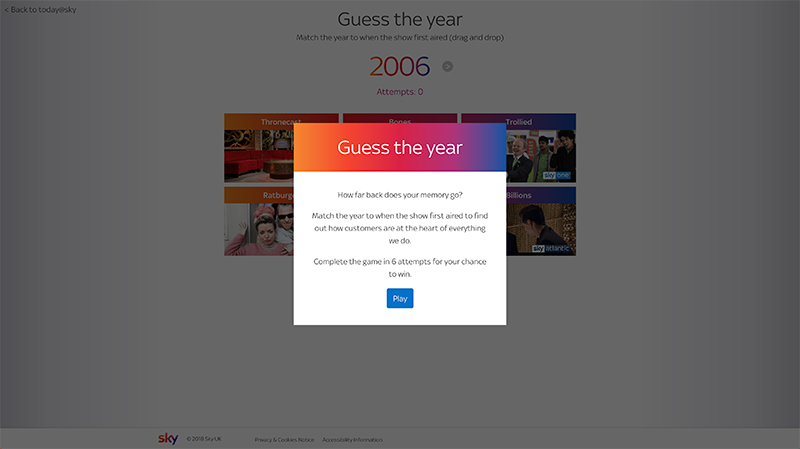 < Back to today@sky
Guess the year
Match the year to when the show first aired (drag and drop)
2006 >
Attempts: 0
Thronecast
Bones
Trollied
sky one
Ratburge
Billions
sky atlantic
Guess the year
How far back does your memory go?
Match the year to when the show first aired to find
out how customers are at the heart of everything
we do.
Complete the game in 6 attempts for your chance
to win.
Play
sky © 2018 Sky UK Privacy & Cookies Notice Accessibility Information